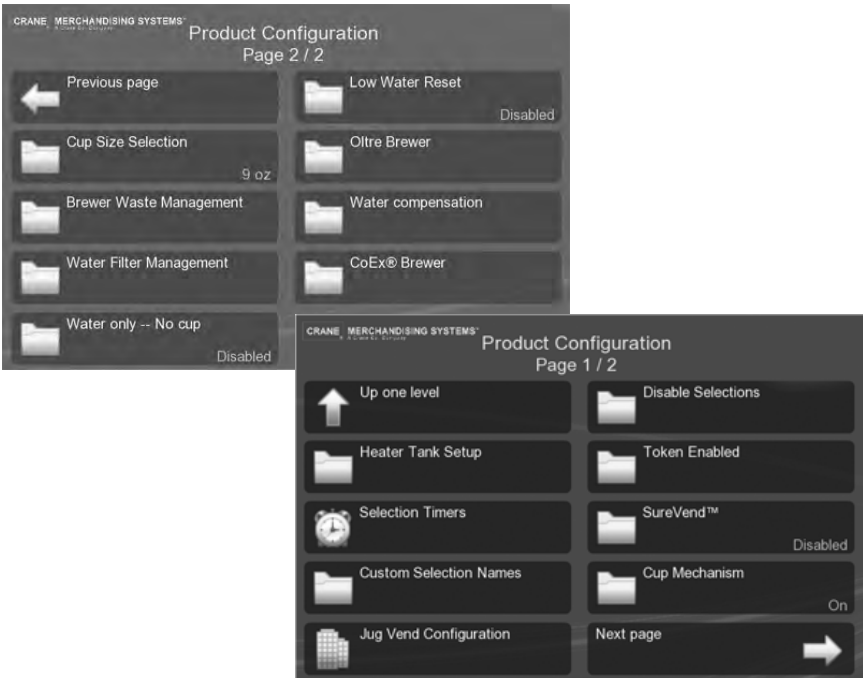 CRANE MERCHANDISING SYSTEMS
Product Configuration
Page 2 / 2
Previous page
Low Water Reset
Disabled
Cup Size Selection
9 oz
Oltre Brewer
Brewer Waste Management
Water compensation
Water Filter Management
CoEx® Brewer
Water only -- No cup
Disabled
CRANE MERCHANDISING SYSTEMS
Product Configuration
Page 1 / 2
Up one level
Disable Selections
Heater Tank Setup
Token Enabled
Selection Timers
SureVend™
Disabled
Custom Selection Names
Cup Mechanism
On
Jug Vend Configuration
Next page